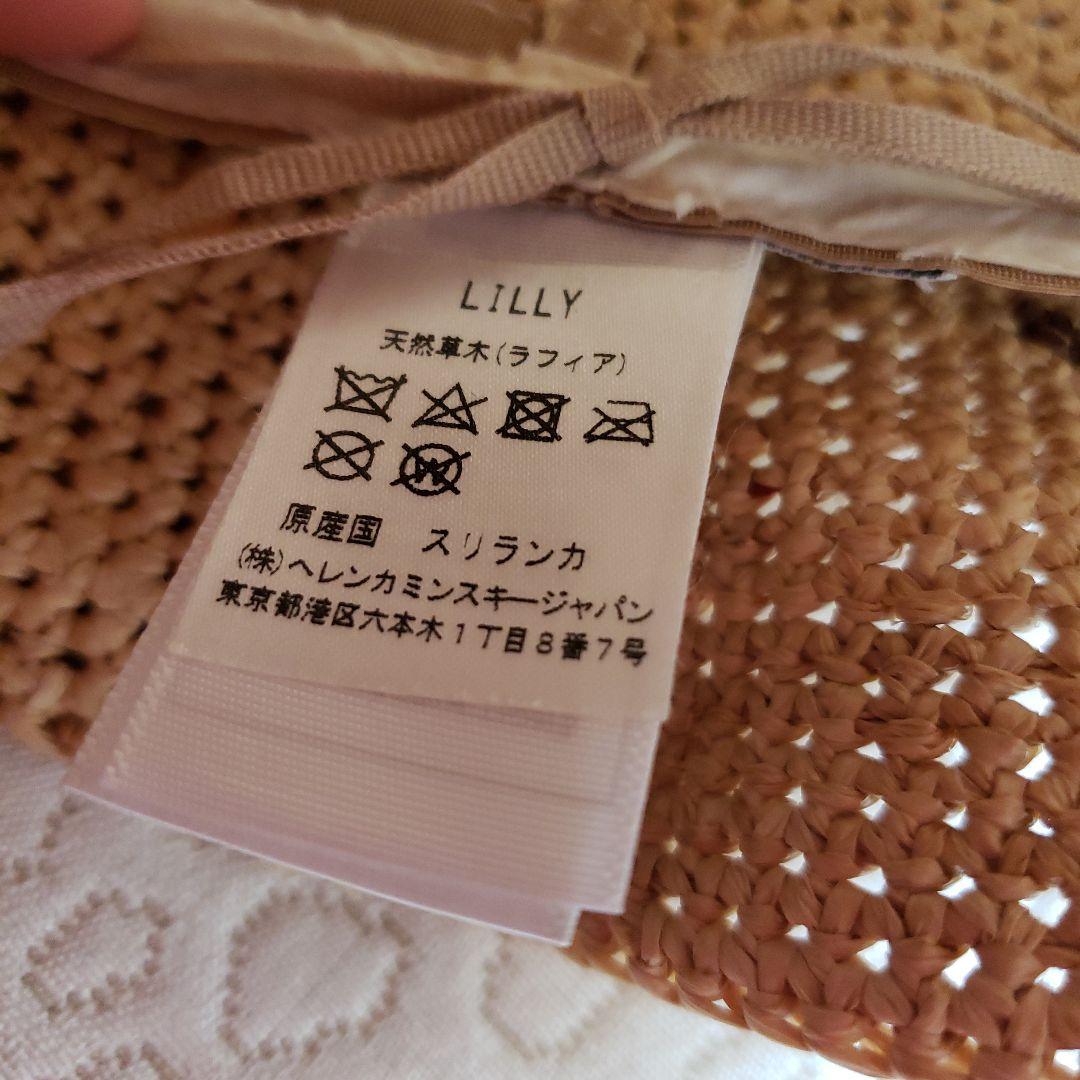 LILLY
天然草木(ラフィア)
W
原産国 スリランカ
(株)ヘレンカミンスキージャパン
東京都港区六本木1丁目8番7号